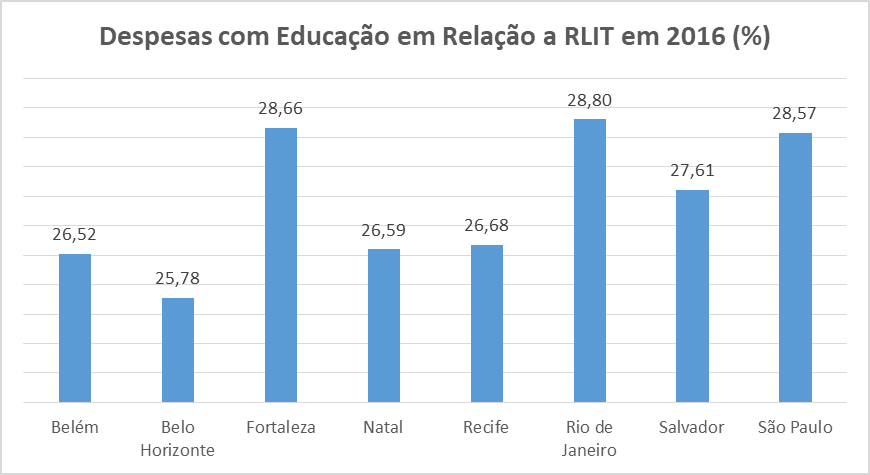 Despesas com Educação em Relação a RLIT em 2016 (%)
26,52
25,78
28,66
26,59
26,68
28,80
27,61
28,57
Belém
Belo
Horizonte
Fortaleza
Natal
Recife
Rio de
Janeiro
Salvador
São Paulo